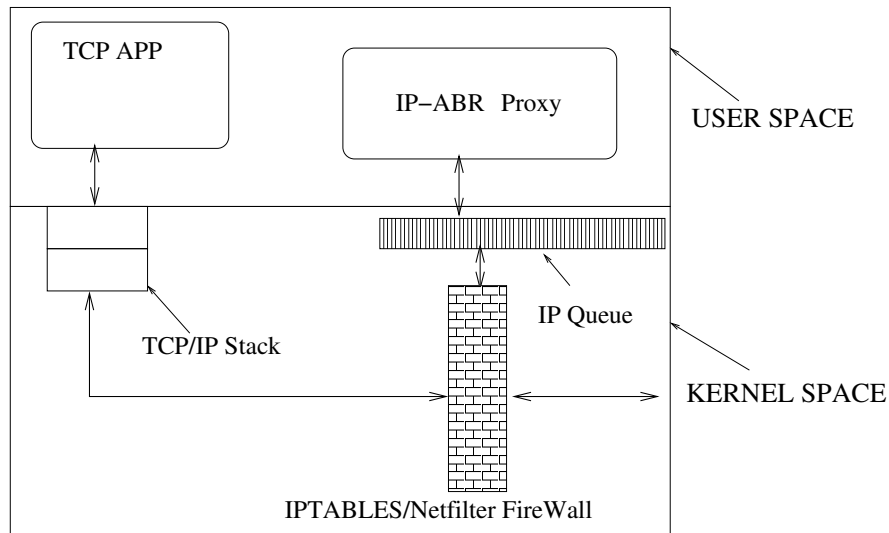 TCP APP
IP−ABR Proxy
USER SPACE
IP Queue
TCP/IP Stack
KERNEL SPACE
IPTABLES/Netfilter FireWall